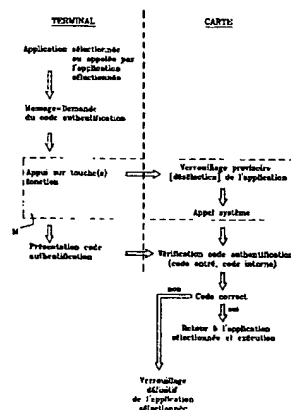 TERMINAL
CARTE
Application sélectionnée
ou appelée par
l'application
sélectionnée
Message-Demande
du code authentification
Appui sur touche(s)
fonction
Verrouillage provisoire
[destination] de l'application
Appel système
M
Présentation code
authentification
Vérification code authentification
(code entré, code interne)
non
Code correct
oui
Retour à l'application
sélectionnée et exécution
Verrouillage
définitif
de l'application
sélectionnée